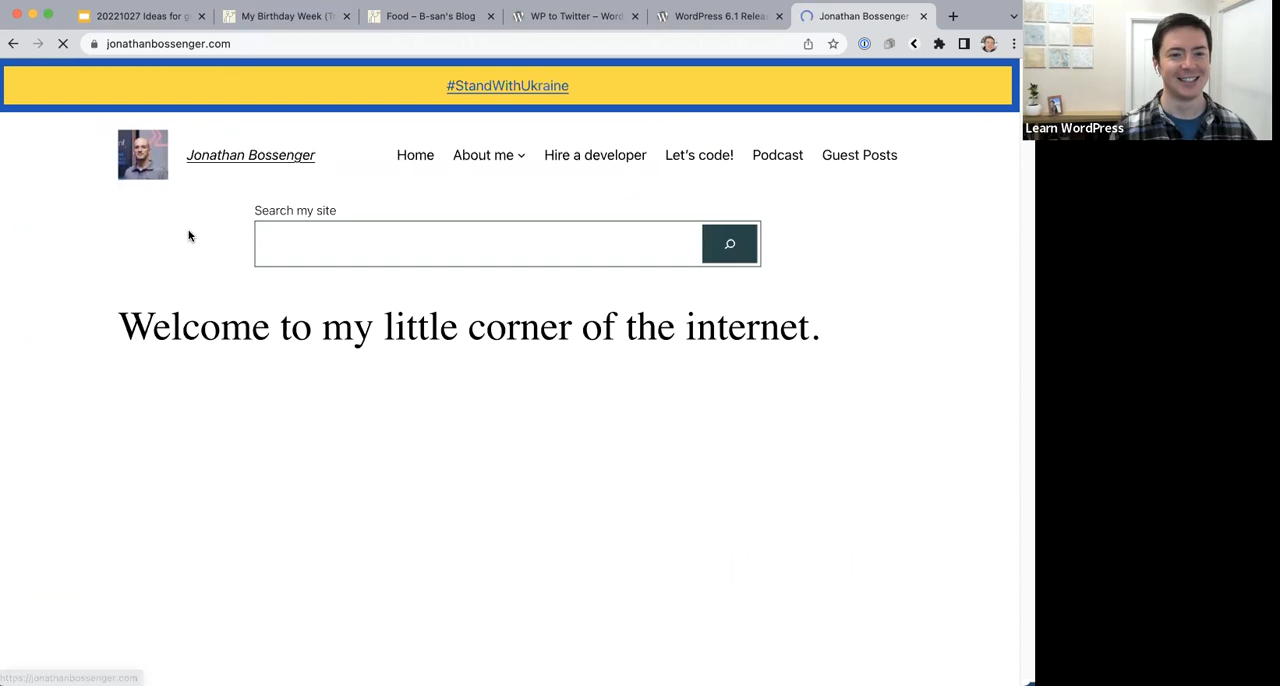 20221027 Ideas for g
My Birthday Week (Tr
Food – B-san's Blog
WP to Twitter – Word
WordPress 6.1 Relea
Jonathan Bossenger
jonathanbossenger.com
#StandWithUkraine
Learn WordPress
Jonathan Bossenger
Home
About me
Hire a developer
Let's code!
Podcast
Guest Posts
Search my site
Welcome to my little corner of the internet.
https://jonathanbossenger.com